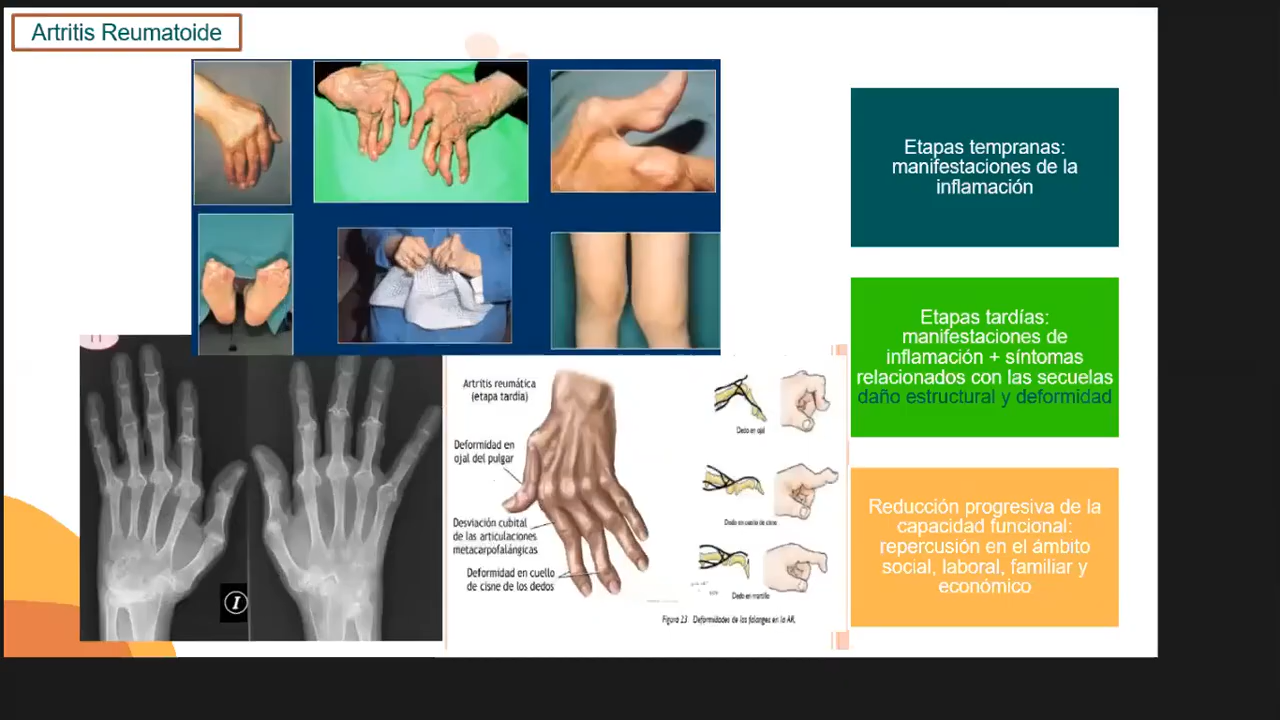 Artritis Reumatoide
Etapas tempranas:
manifestaciones de la
inflamación
Etapas tardías:
manifestaciones de
inflamación + síntomas
relacionados con las secuelas
daño estructural y deformidad
Reducción progresiva de la
capacidad funcional:
repercusión en el ámbito
social, laboral, familiar y
económico
I
Artritis reumática
(etapa tardía)
Deformidad en
ojal del pulgar
Desviación cubital
de las articulaciones
metacarpofalángicas
Deformidad en cuello
de cisne de los dedos
Dedo en ojal
Dedo en cuello de cisne
Dedo en martillo
Figura 23 Deformidades de las falanges en la AR.